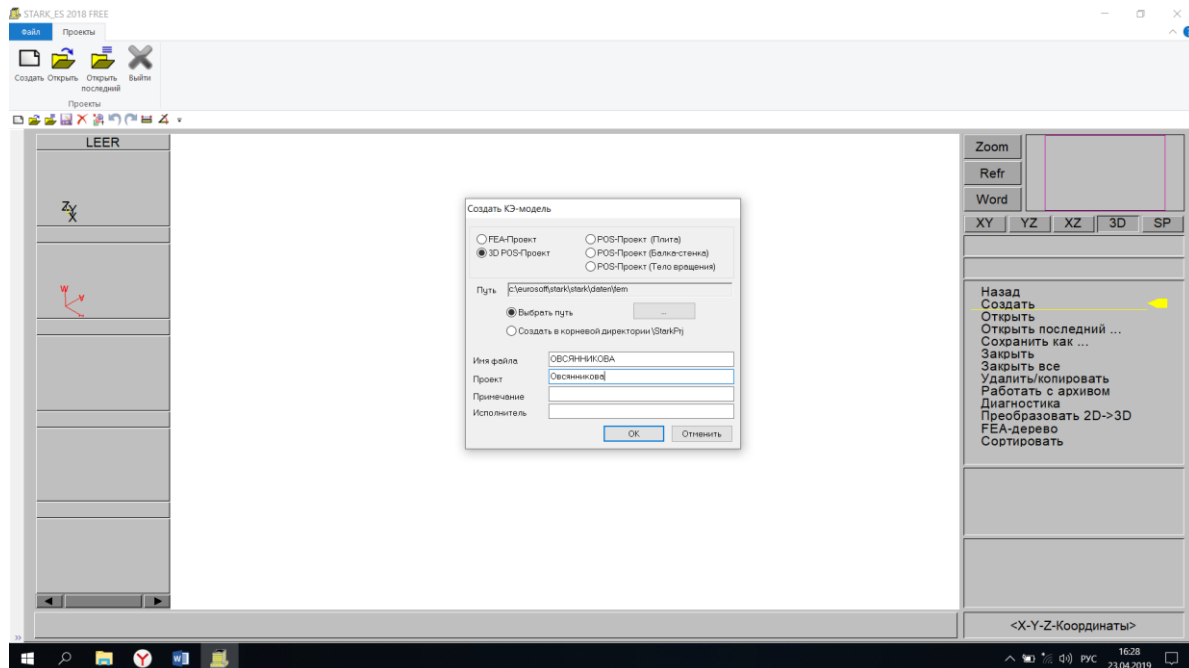 STARK_ES 2018 FREE
Файл Проекты
Создать Открыть Открыть последний Выйти
Проекты
LEER
Z Y
X
W V
Создать КЭ-модель
FEA-Проект POS-Проект (Плита)
3D POS-Проект POS-Проект (Балка-стенка)
POS-Проект (Тело вращения)
Путь c:\eurosoft\stark\stark\daten\fem
Выбрать путь ...
Создать в корневой директории \StarkPrj
Имя файла ОВСЯННИКОВА
Проект Овсянникова
Примечание
Исполнитель
OK Отменить
Zoom
Refr
Word
XY YZ XZ 3D SP
Назад
Создать
Открыть
Открыть последний ...
Сохранить как ...
Закрыть
Закрыть все
Удалить/копировать
Работать с архивом
Диагностика
Преобразовать 2D->3D
FEA-дерево
Сортировать
<X-Y-Z-Координаты>
РУС 16:28
23.04.2019